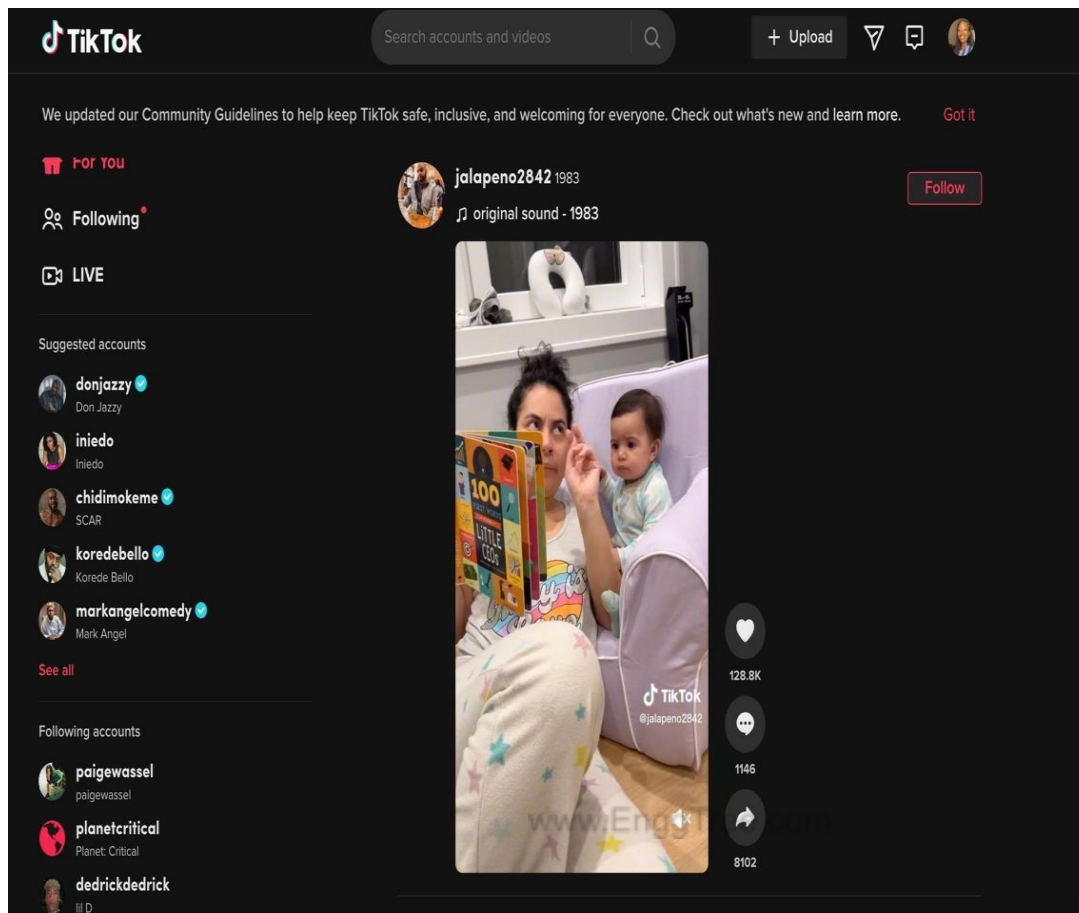 TikTok
Search accounts and videos
+ Upload
We updated our Community Guidelines to help keep TikTok safe, inclusive, and welcoming for everyone. Check out what's new and learn more.
Got it
For You
Following
LIVE
Suggested accounts
donjazzy
Don Jazzy
iniedo
Iniedo
chidimokeme
SCAR
koredebello
Korede Bello
markangelcomedy
Mark Angel
See all
Following accounts
paigewassel
paigewassel
planetcritical
Planet: Critical
dedrickdedrick
lil D
jalapeno2842 1983
original sound - 1983
Follow
100
FIRST WORDS
LITTLE
CEOs
TikTok
@jalapeno2842
128.8K
1146
8102